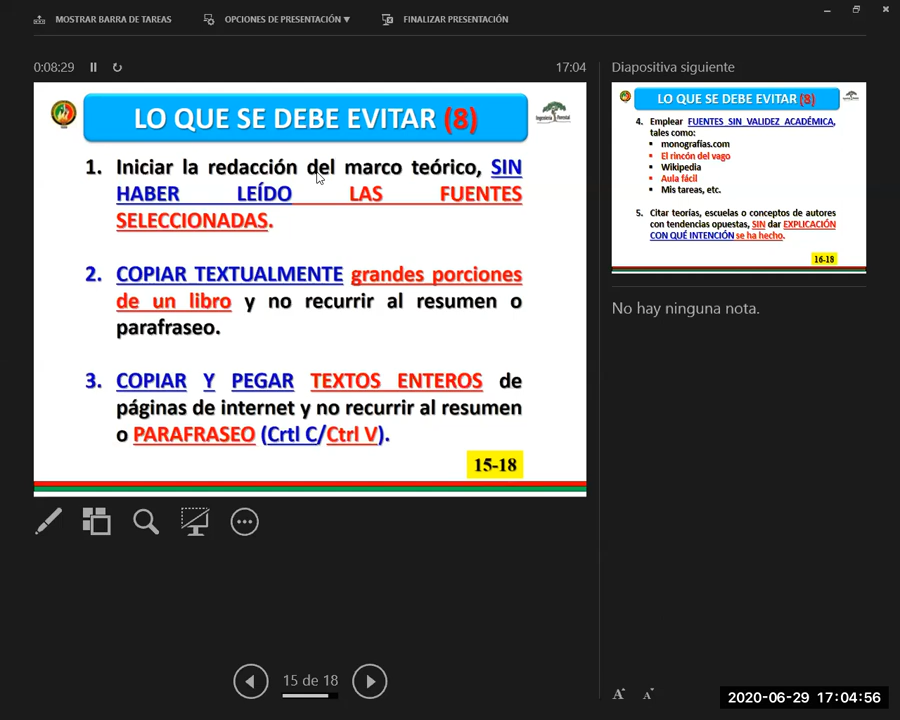 MOSTRAR BARRA DE TAREAS
OPCIONES DE PRESENTACIÓN ▼
FINALIZAR PRESENTACIÓN
0:08:29
17:04
LO QUE SE DEBE EVITAR (8)
1. Iniciar la redacción del marco teórico, SIN
HABER LEÍDO LAS FUENTES
SELECCIONADAS.
2. COPIAR TEXTUALMENTE grandes porciones
de un libro y no recurrir al resumen o
parafraseo.
3. COPIAR Y PEGAR TEXTOS ENTEROS de
páginas de internet y no recurrir al resumen
o PARAFRASEO (Crtl C/Ctrl V).
15-18
Diapositiva siguiente
LO QUE SE DEBE EVITAR (8)
4. Emplear FUENTES SIN VALIDEZ ACADÉMICA,
tales como:
monografías.com
El rincón del vago
Wikipedia
Aula fácil
Mis tareas, etc.
5. Citar teorías, escuelas o conceptos de autores
con tendencias opuestas, SIN dar EXPLICACIÓN
CON QUÉ INTENCIÓN se ha hecho.
16-18
No hay ninguna nota.
15 de 18
A A
2020-06-29 17:04:56